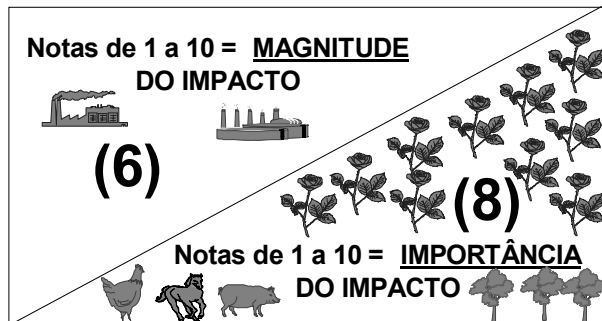 Notas de 1 a 10 = MAGNITUDE
DO IMPACTO
(6)
(8)
Notas de 1 a 10 = IMPORTÂNCIA
DO IMPACTO